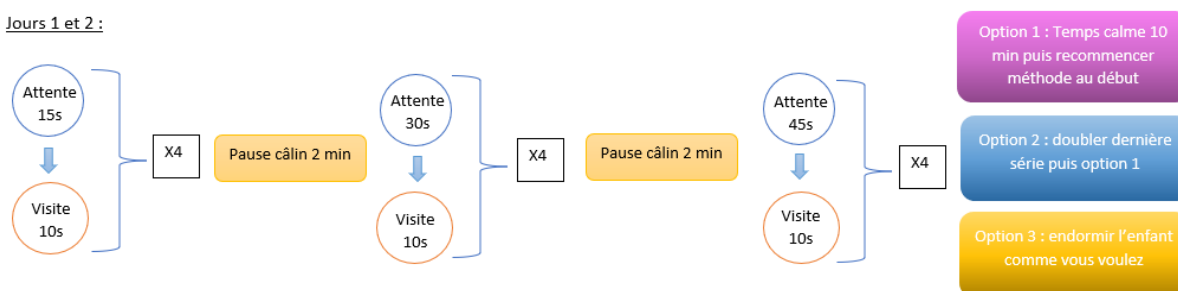 Jours 1 et 2 :
Attente
15s
Visite
10s
X4
Pause câlin 2 min
Attente
30s
Visite
10s
X4
Pause câlin 2 min
Attente
45s
Visite
10s
X4
Option 1 : Temps calme 10
min puis recommencer
méthode au début
Option 2 : doubler dernière
série puis option 1
Option 3 : endormir l'enfant
comme vous voulez